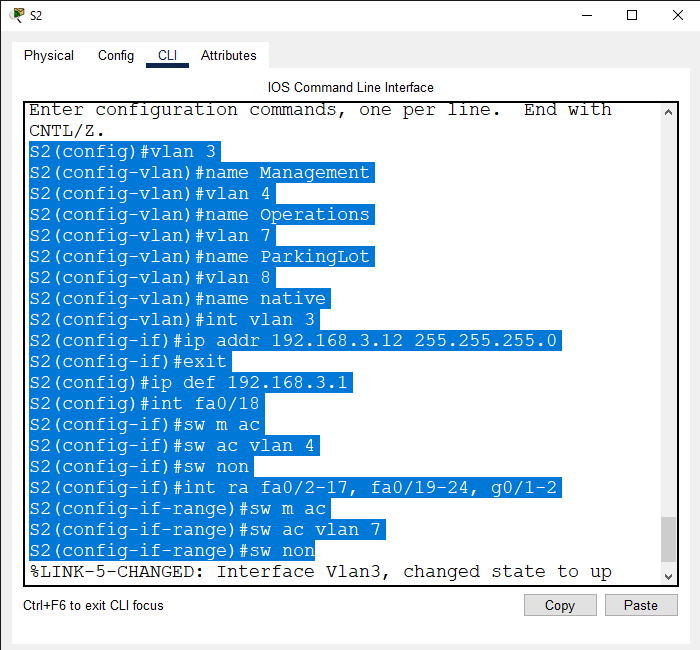 S2
Physical Config CLI Attributes
IOS Command Line Interface
Enter configuration commands, one per line.  End with
CNTL/Z.
S2(config)#vlan 3
S2(config-vlan)#name Management
S2(config-vlan)#vlan 4
S2(config-vlan)#name Operations
S2(config-vlan)#vlan 7
S2(config-vlan)#name ParkingLot
S2(config-vlan)#vlan 8
S2(config-vlan)#name native
S2(config-vlan)#int vlan 3
S2(config-if)#ip addr 192.168.3.12 255.255.255.0
S2(config-if)#exit
S2(config)#ip def 192.168.3.1
S2(config)#int fa0/18
S2(config-if)#sw m ac
S2(config-if)#sw ac vlan 4
S2(config-if)#sw non
S2(config-if)#int ra fa0/2-17, fa0/19-24, g0/1-2
S2(config-if-range)#sw m ac
S2(config-if-range)#sw ac vlan 7
S2(config-if-range)#sw non
%LINK-5-CHANGED: Interface Vlan3, changed state to up
Ctrl+F6 to exit CLI focus Copy Paste